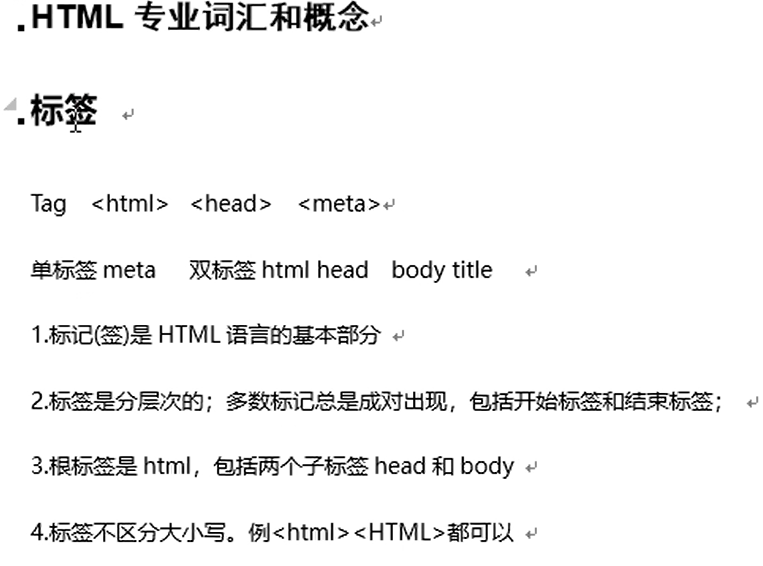 HTML 专业词汇和概念
标签
Tag <html> <head> <meta>
单标签 meta 双标签 html head body title
1.标记(签)是 HTML 语言的基本部分
2.标签是分层次的；多数标记总是成对出现，包括开始标签和结束标签；
3.根标签是 html，包括两个子标签 head 和 body
4.标签不区分大小写。例<html><HTML>都可以